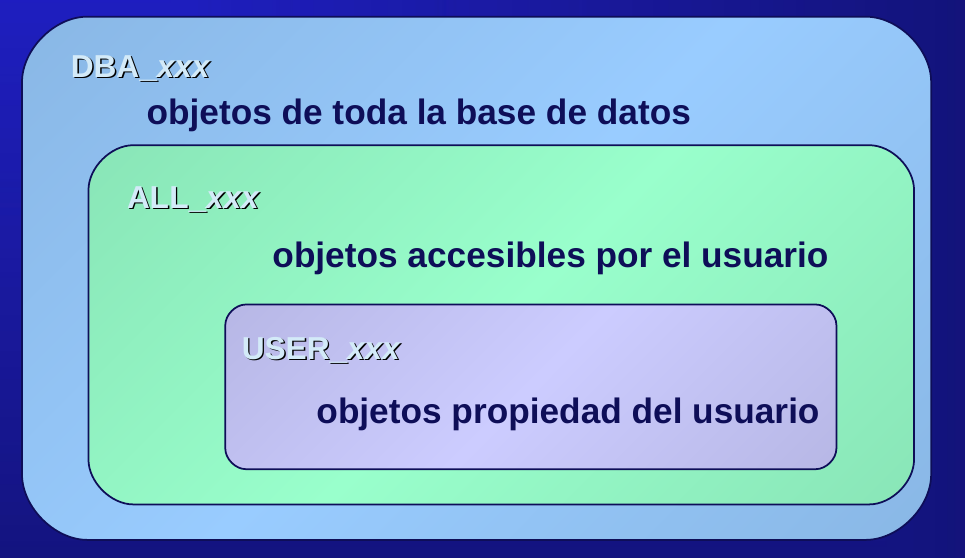 DBA_xxx
objetos de toda la base de datos
ALL_xxx
objetos accesibles por el usuario
USER_xxx
objetos propiedad del usuario